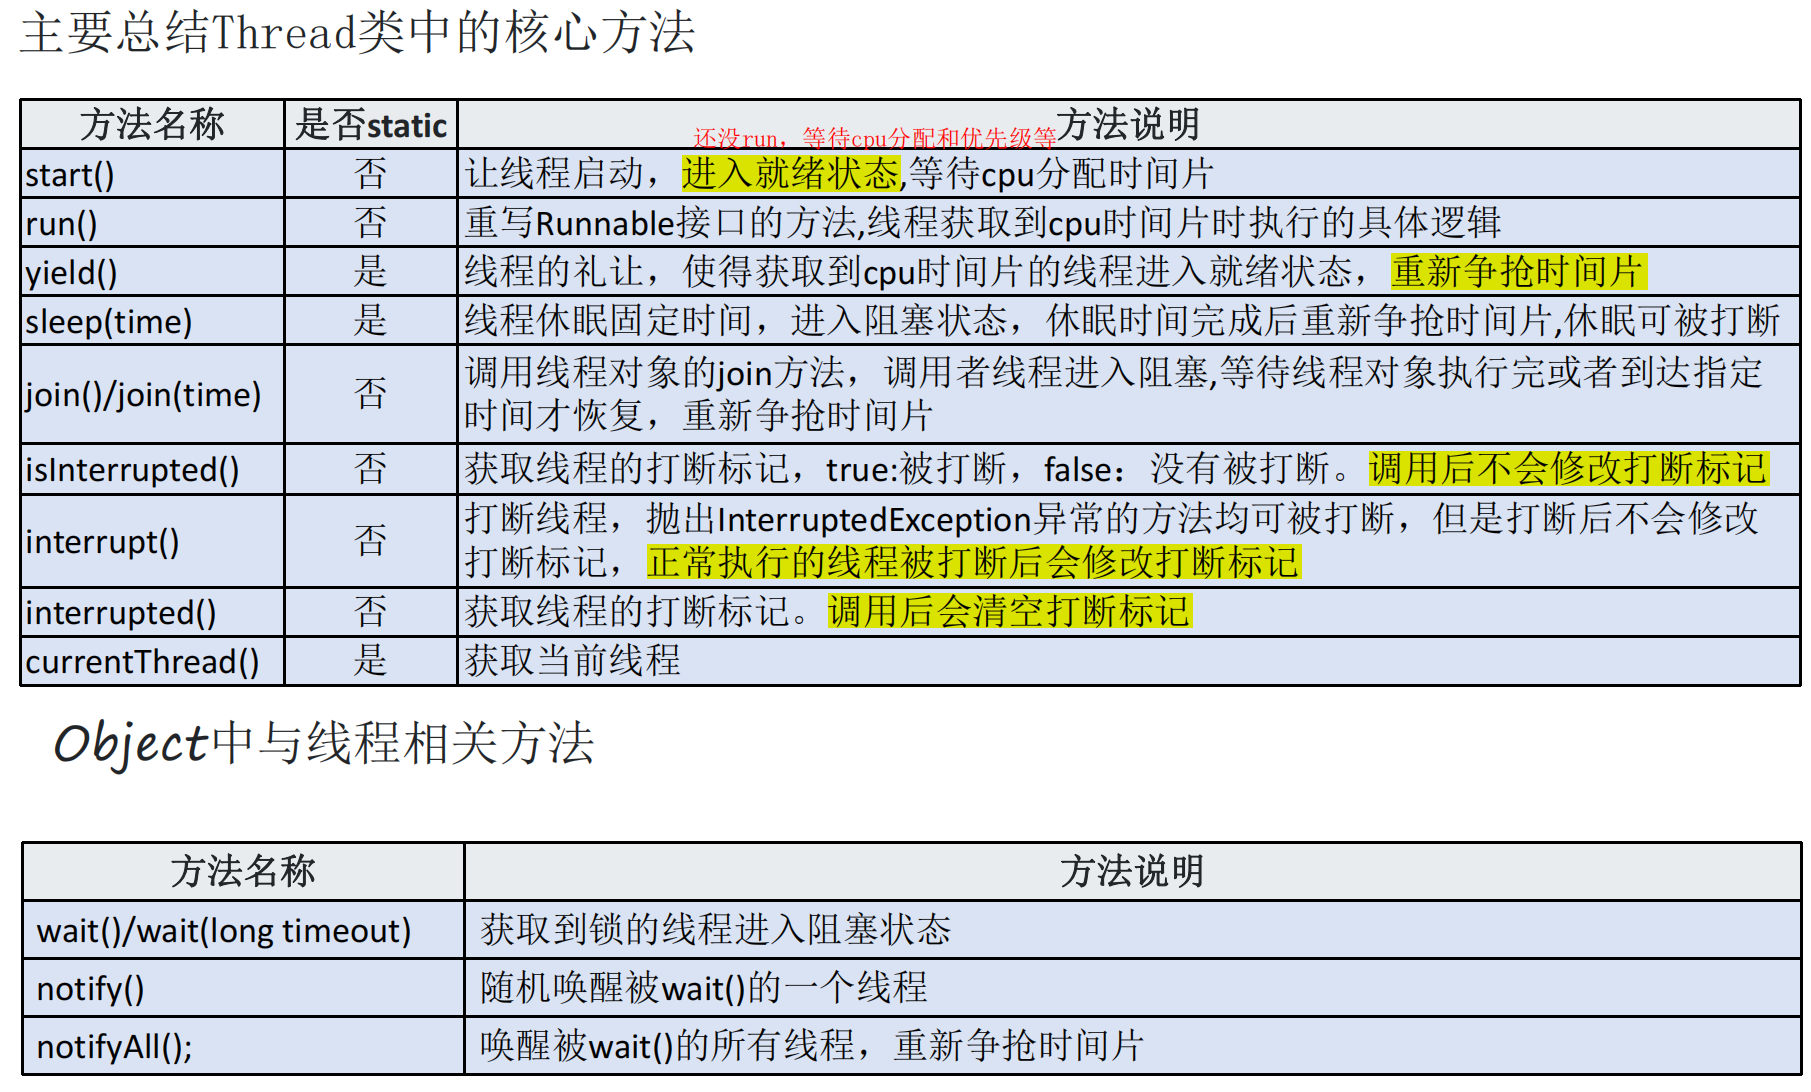 主要总结Thread类中的核心方法
方法名称 是否static 方法说明
还没run，等待cpu分配和优先级等
start() 否 让线程启动，进入就绪状态,等待cpu分配时间片
run() 否 重写Runnable接口的方法,线程获取到cpu时间片时执行的具体逻辑
yield() 是 线程的礼让，使得获取到cpu时间片的线程进入就绪状态，重新争抢时间片
sleep(time) 是 线程休眠固定时间，进入阻塞状态，休眠时间完成后重新争抢时间片,休眠可被打断
join()/join(time) 否 调用线程对象的join方法，调用者线程进入阻塞,等待线程对象执行完或者到达指定
时间才恢复，重新争抢时间片
isInterrupted() 否 获取线程的打断标记，true:被打断，false：没有被打断。调用后不会修改打断标记
interrupt() 否 打断线程，抛出InterruptedException异常的方法均可被打断，但是打断后不会修改
打断标记，正常执行的线程被打断后会修改打断标记
interrupted() 否 获取线程的打断标记。调用后会清空打断标记
currentThread() 是 获取当前线程
Object中与线程相关方法
方法名称 方法说明
wait()/wait(long timeout) 获取到锁的线程进入阻塞状态
notify() 随机唤醒被wait()的一个线程
notifyAll(); 唤醒被wait()的所有线程，重新争抢时间片